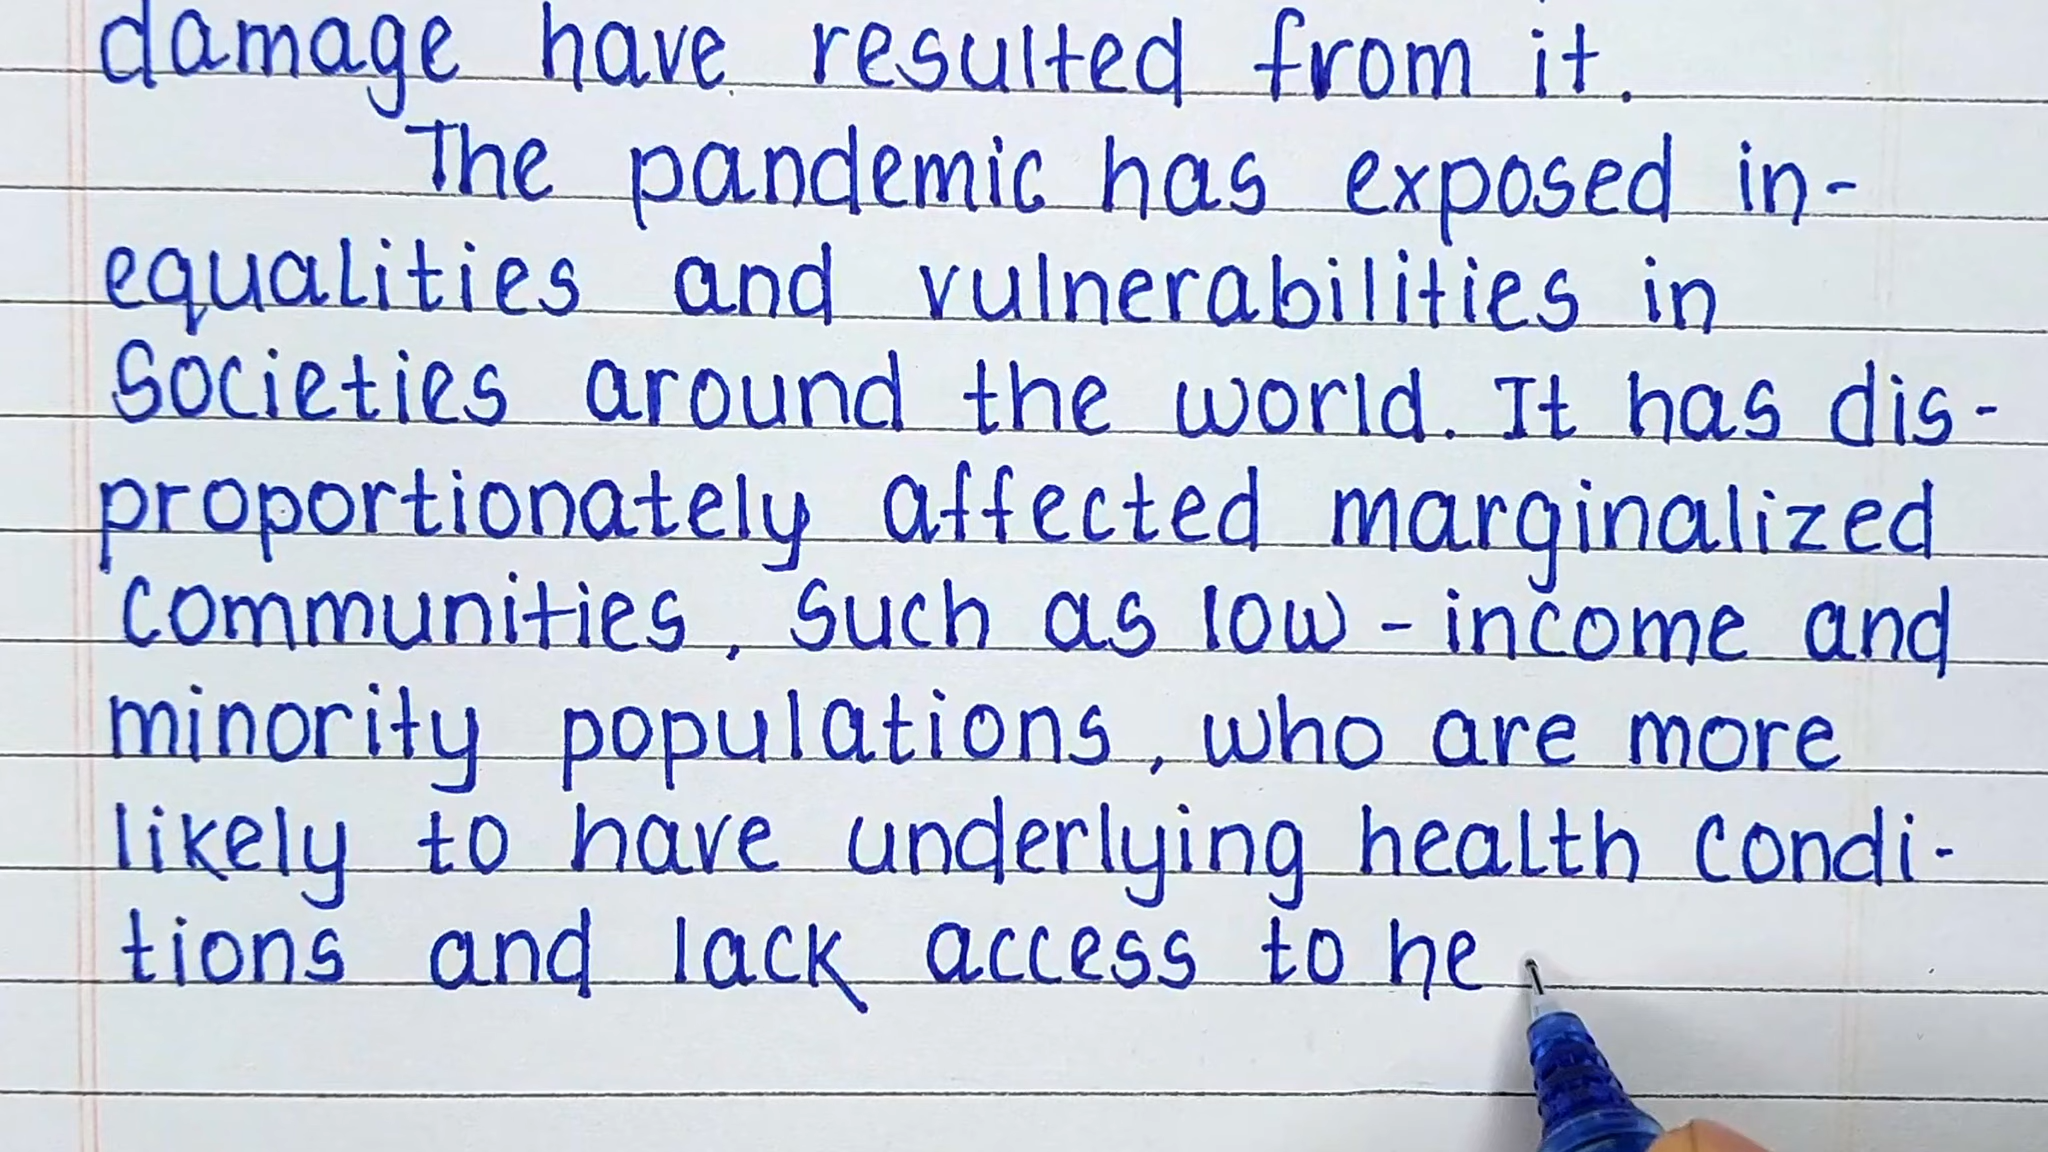 damage have resulted from it.
The pandemic has exposed in-
equalities and vulnerabilities in
Societies around the world. It has dis-
proportionately affected marginalized
communities, such as low-income and
minority populations, who are more
likely to have underlying health condi-
tions and lack access to he